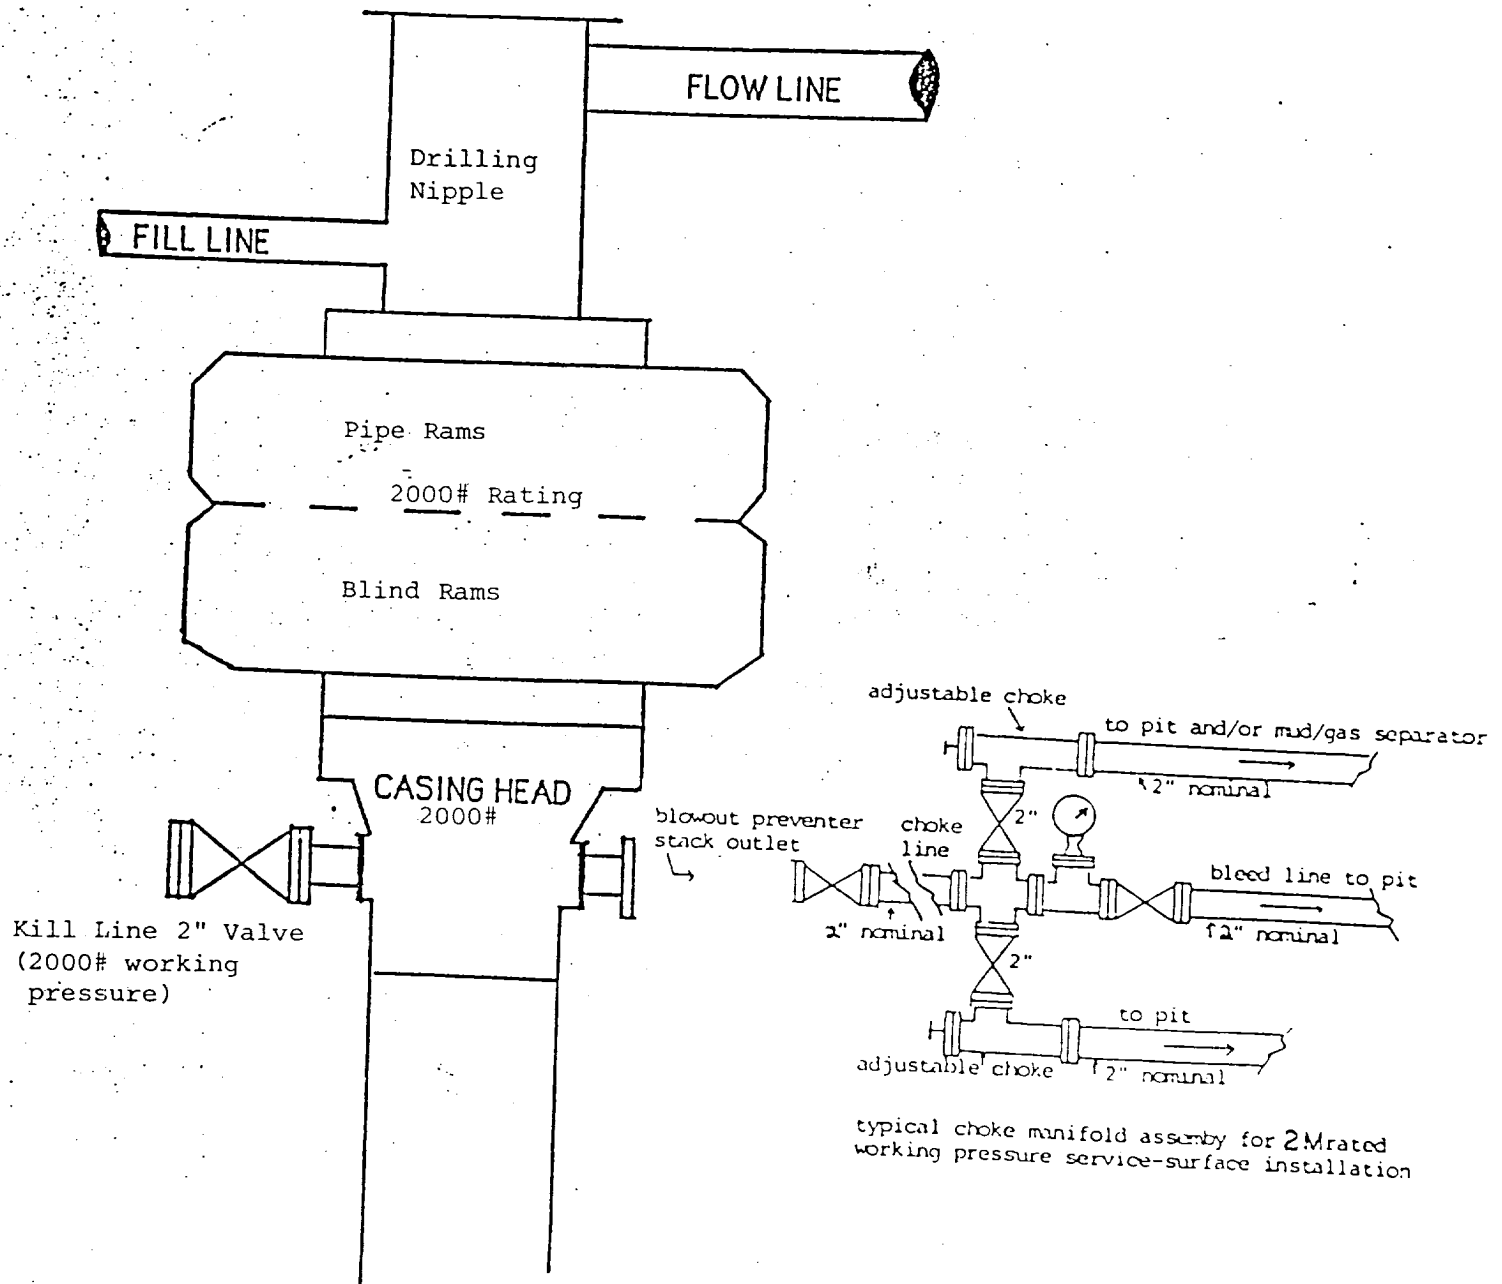 FLOW LINE
Drilling
Nipple
FILL LINE
Pipe Rams
2000# Rating
Blind Rams
CASING HEAD
2000#
Kill Line 2" Valve
(2000# working
pressure)
blowout preventer
stack outlet
adjustable choke
to pit and/or mud/gas separator
2" nominal
2"
choke
line
bleed line to pit
2" nominal
2" nominal
2"
to pit
adjustable choke
2" nominal
typical choke manifold assemby for 2M rated
working pressure service-surface installation